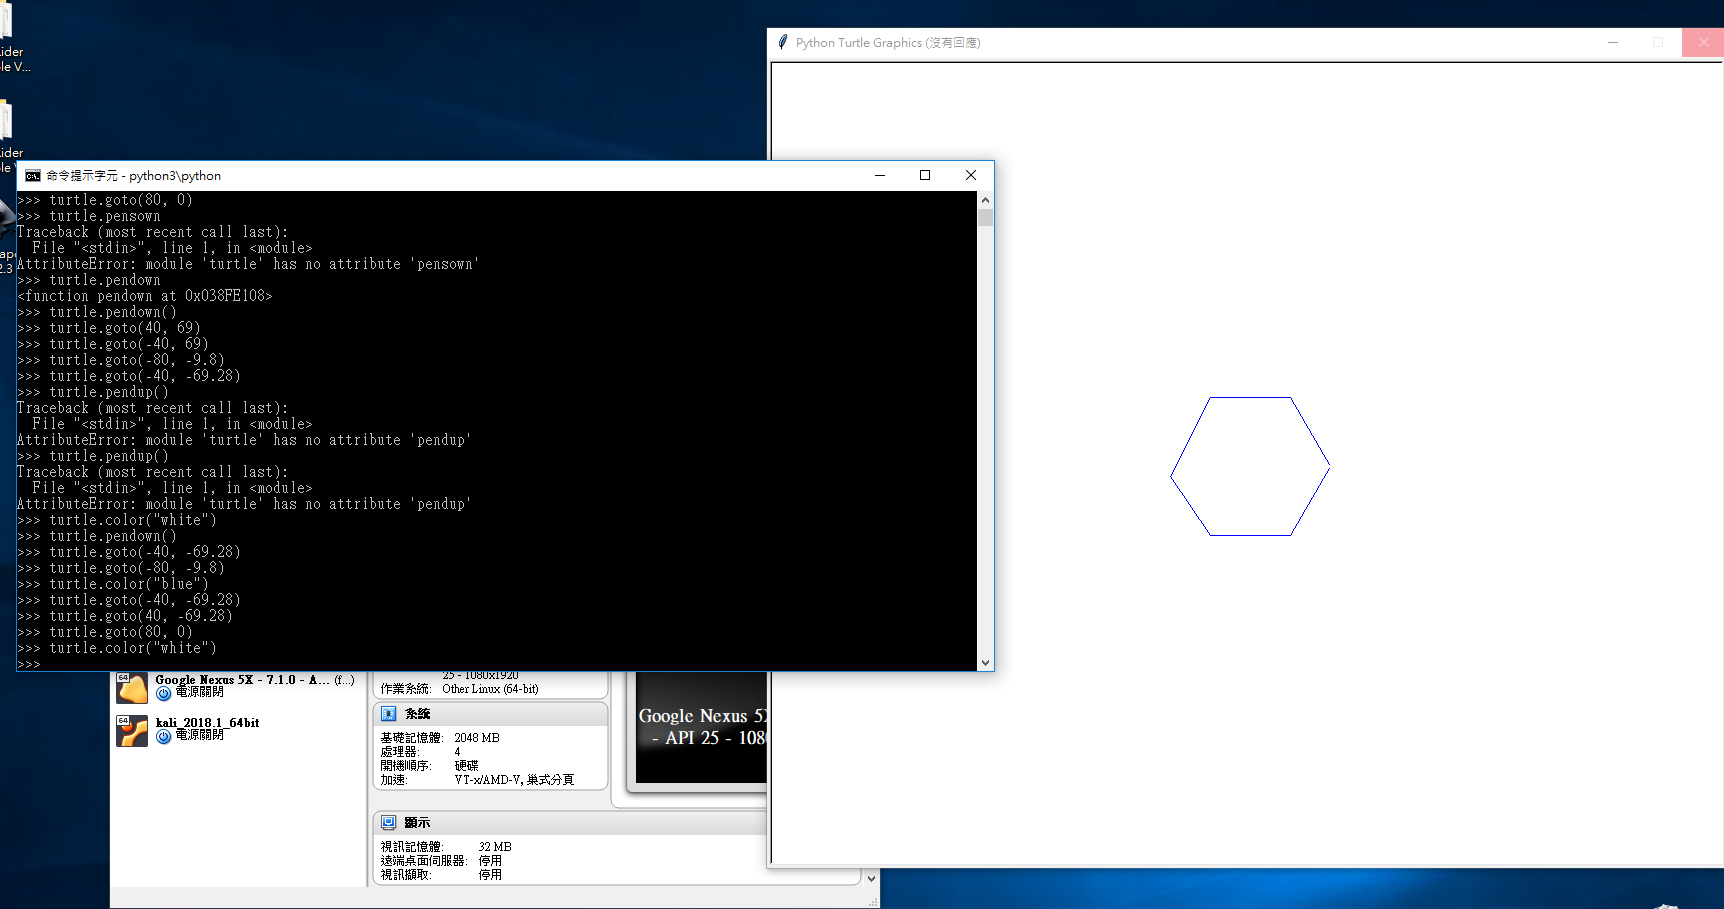 ider
le V...
ider
le
ap
2.3
Python Turtle Graphics (沒有回應)
命令提示字元 - python3\python
>>> turtle.goto(80, 0)
>>> turtle.pensown
Traceback (most recent call last):
  File "<stdin>", line 1, in <module>
AttributeError: module 'turtle' has no attribute 'pensown'
>>> turtle.pendown
<function pendown at 0x038FE108>
>>> turtle.pendown()
>>> turtle.goto(40, 69)
>>> turtle.goto(-40, 69)
>>> turtle.goto(-80, -9.8)
>>> turtle.goto(-40, -69.28)
>>> turtle.pendup()
Traceback (most recent call last):
  File "<stdin>", line 1, in <module>
AttributeError: module 'turtle' has no attribute 'pendup'
>>> turtle.pendup()
Traceback (most recent call last):
  File "<stdin>", line 1, in <module>
AttributeError: module 'turtle' has no attribute 'pendup'
>>> turtle.color("white")
>>> turtle.pendown()
>>> turtle.goto(-40, -69.28)
>>> turtle.goto(-80, -9.8)
>>> turtle.color("blue")
>>> turtle.goto(-40, -69.28)
>>> turtle.goto(40, -69.28)
>>> turtle.goto(80, 0)
>>> turtle.color("white")
>>>
64
Google Nexus 5X - 7.1.0 - A... (f...)
電源關閉
64
kali_2018.1_64bit
電源關閉
25 - 1080x1920
作業系統: Other Linux (64-bit)
系統
基礎記憶體: 2048 MB
處理器: 4
開機順序: 硬碟
加速: VT-x/AMD-V, 巢式分頁
Google Nexus 5X
- API 25 - 1080
顯示
視訊記憶體: 32 MB
遠端桌面伺服器: 停用
視訊擷取: 停用